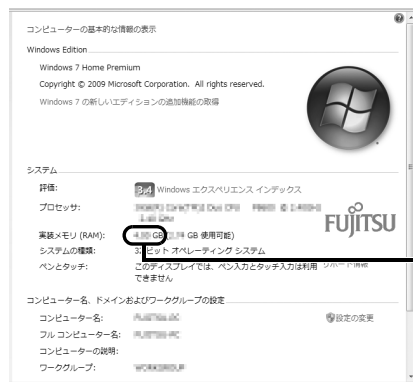 コンピューターの基本的な情報の表示
Windows Edition
Windows 7 Home Premium
Copyright © 2009 Microsoft Corporation. All rights reserved.
Windows 7 の新しいエディションの追加機能の取得
システム
評価:
3.4 Windows エクスペリエンス インデックス
プロセッサ:
FUJITSU
実装メモリ (RAM): GB GB 使用可能)
システムの種類: 32 ビット オペレーティング システム
ペンとタッチ: このディスプレイでは、ペン入力とタッチ入力は利用できません
サポート情報
コンピューター名、ドメインおよびワークグループの設定
コンピューター名: 設定の変更
フル コンピューター名:
コンピューターの説明:
ワークグループ: WORKGROUP